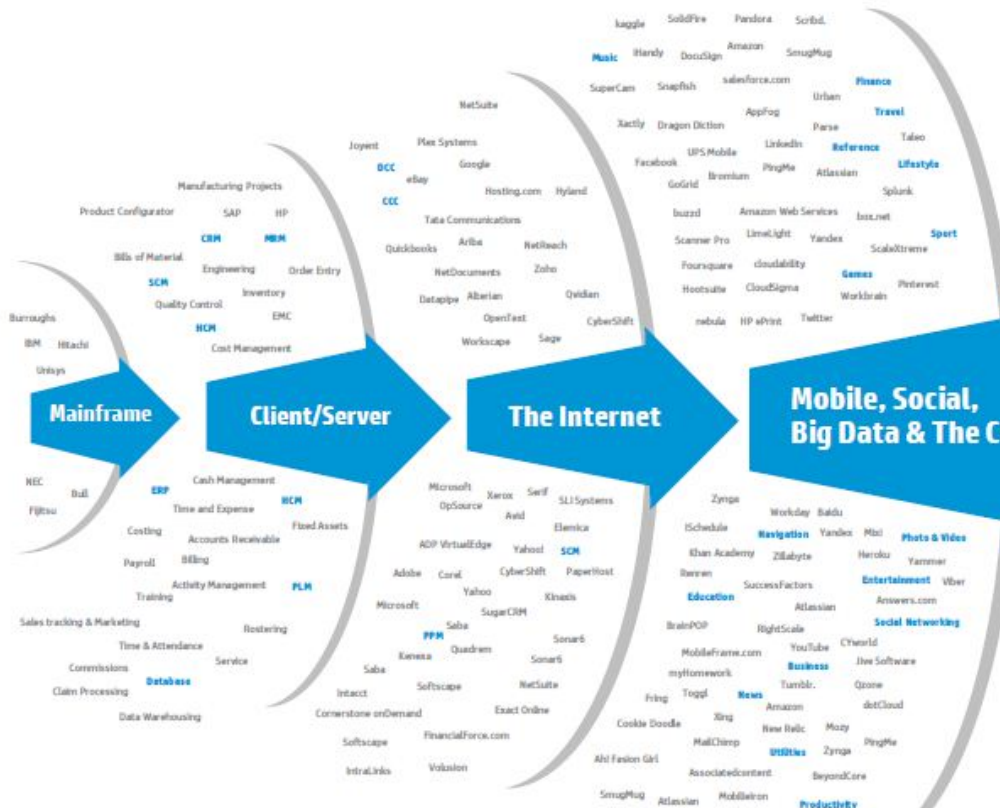 Burroughs
IBM Hitachi
Unisys
Mainframe
NEC
Bull
Fijitsu
Manufacturing Projects
Product Configurator SAP HP
CRM MRM
Bills of Material
Engineering Order Entry
SCM
Inventory
Quality Control
EMC
HCM
Cost Management
Client/Server
Cash Management
ERP
HCM
Time and Expense
Fixed Assets
Costing
Accounts Receivable
Payroll Billing
Activity Management PLM
Training
Sales tracking & Marketing
Rostering
Time & Attendance
Service
Commissions
Database
Claim Processing
Data Warehousing
NetSuite
Joyent Plex Systems
Google
DCC
eBay
Hosting.com Hyland
CCC
Tata Communications
Quickbooks Ariba NetReach
NetDocuments Zoho
Datapipe Alterian Qvidian
OpenText
CyberShift
Workscape Sage
The Internet
Microsoft
Xerox Serif SLI Systems
OpSource
Avid
Elemica
ADP VirtualEdge Yahoo! SCM
Adobe Corel CyberShift PaperHost
Yahoo
Kinaxis
Microsoft
SugarCRM
Saba
PPM
Quadrem Sonar6
Kenexa
Sonar6
Saba
Softscape NetSuite
Intacct
Cornerstone onDemand Exact Online
FinancialForce.com
Softscape
IntraLinks Volusion
kaggle SolidFire Pandora Scribd.
Amazon
Music iHandy DocuSign SmugMug
salesforce.com Finance
SuperCam Snapfish
Urban
AppFog Travel
Xactly Dragon Diction Parse
Taleo
LinkedIn Reference
UPS Mobile
Facebook PingMe Lifestyle
Bromium Atlassian
GoGrid
Splunk
buzzd Amazon Web Services box.net
Scanner Pro LimeLight Yandex Sport
ScaleXtreme
Foursquare cloudability
Games
Hootsuite CloudSigma Pinterest
Workbrain
nebula HP ePrint Twitter
Mobile, Social,
Big Data & The C
Zynga
Workday Baidu
iSchedule
Navigation Yandex Mixi Photo & Video
Khan Academy Zillabyte Heroku Yammer
Renren
SuccessFactors Entertainment Viber
Education
Atlassian Answers.com
BrainPOP RightScale Social Networking
MobileFrame.com YouTube CYworld
Business Jive Software
myHomework
Tumblr. Qzone
Fring Toggl News
Amazon dotCloud
Cookie Doodle Xing
New Relic Mozy
MailChimp PingMe
Utilities Zynga
Ah! Fasion Girl
Associatedcontent BeyondCore
SmugMug Atlassian MobileIron Productivity